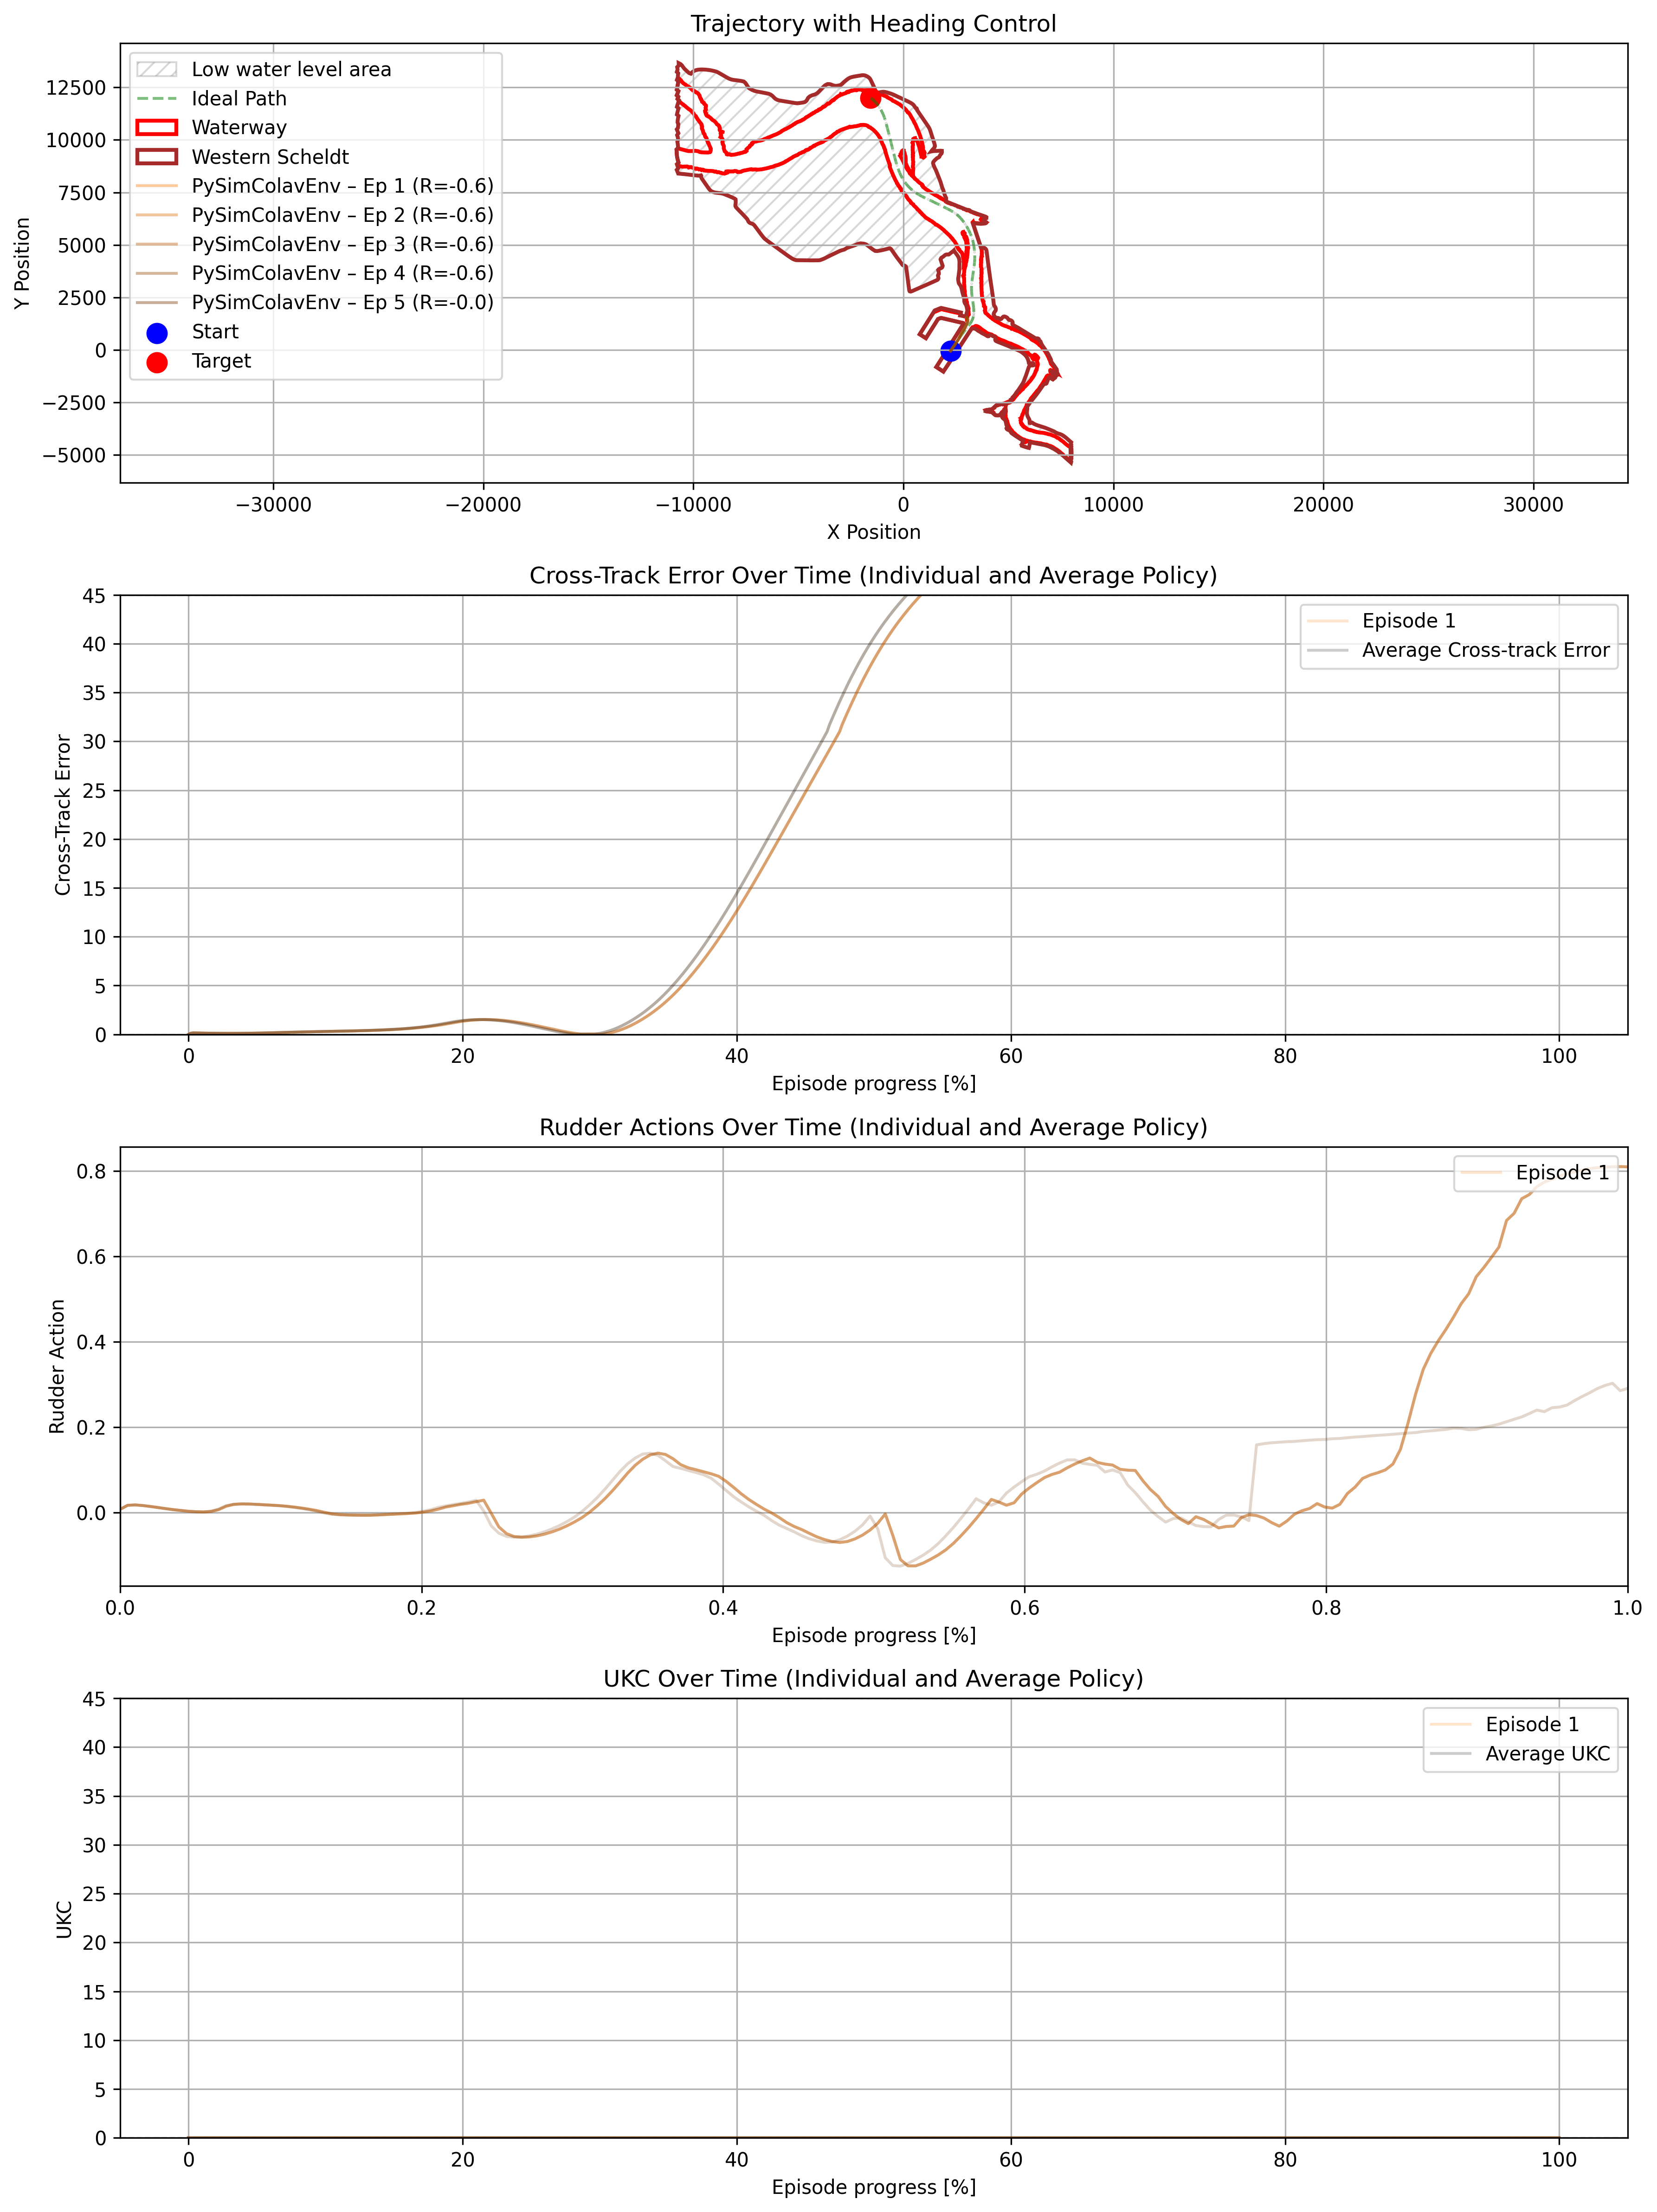 Trajectory with Heading Control
12500
10000
7500
5000
2500
0
−2500
−5000
Y Position
Low water level area
Ideal Path
Waterway
Western Scheldt
PySimColavEnv – Ep 1 (R=-0.6)
PySimColavEnv – Ep 2 (R=-0.6)
PySimColavEnv – Ep 3 (R=-0.6)
PySimColavEnv – Ep 4 (R=-0.6)
PySimColavEnv – Ep 5 (R=-0.0)
Start
Target
−30000 −20000 −10000 0 10000 20000 30000
X Position
Cross-Track Error Over Time (Individual and Average Policy)
45
40
35
30
25
20
15
10
5
0
Cross-Track Error
Episode 1
Average Cross-track Error
0 20 40 60 80 100
Episode progress [%]
Rudder Actions Over Time (Individual and Average Policy)
0.8
0.6
0.4
0.2
0.0
Rudder Action
Episode 1
0.0 0.2 0.4 0.6 0.8 1.0
Episode progress [%]
UKC Over Time (Individual and Average Policy)
45
40
35
30
25
20
15
10
5
0
UKC
Episode 1
Average UKC
0 20 40 60 80 100
Episode progress [%]